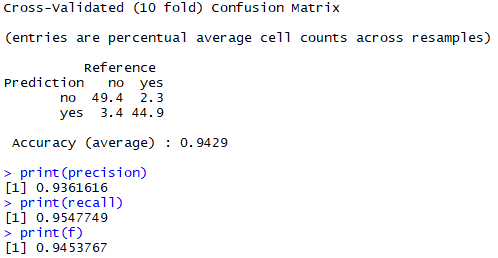 Cross-Validated (10 fold) Confusion Matrix
(entries are percentual average cell counts across resamples)
Reference
Prediction no yes
no 49.4 2.3
yes 3.4 44.9
Accuracy (average) : 0.9429
> print(precision)
[1] 0.9361616
> print(recall)
[1] 0.9547749
> print(f)
[1] 0.9453767